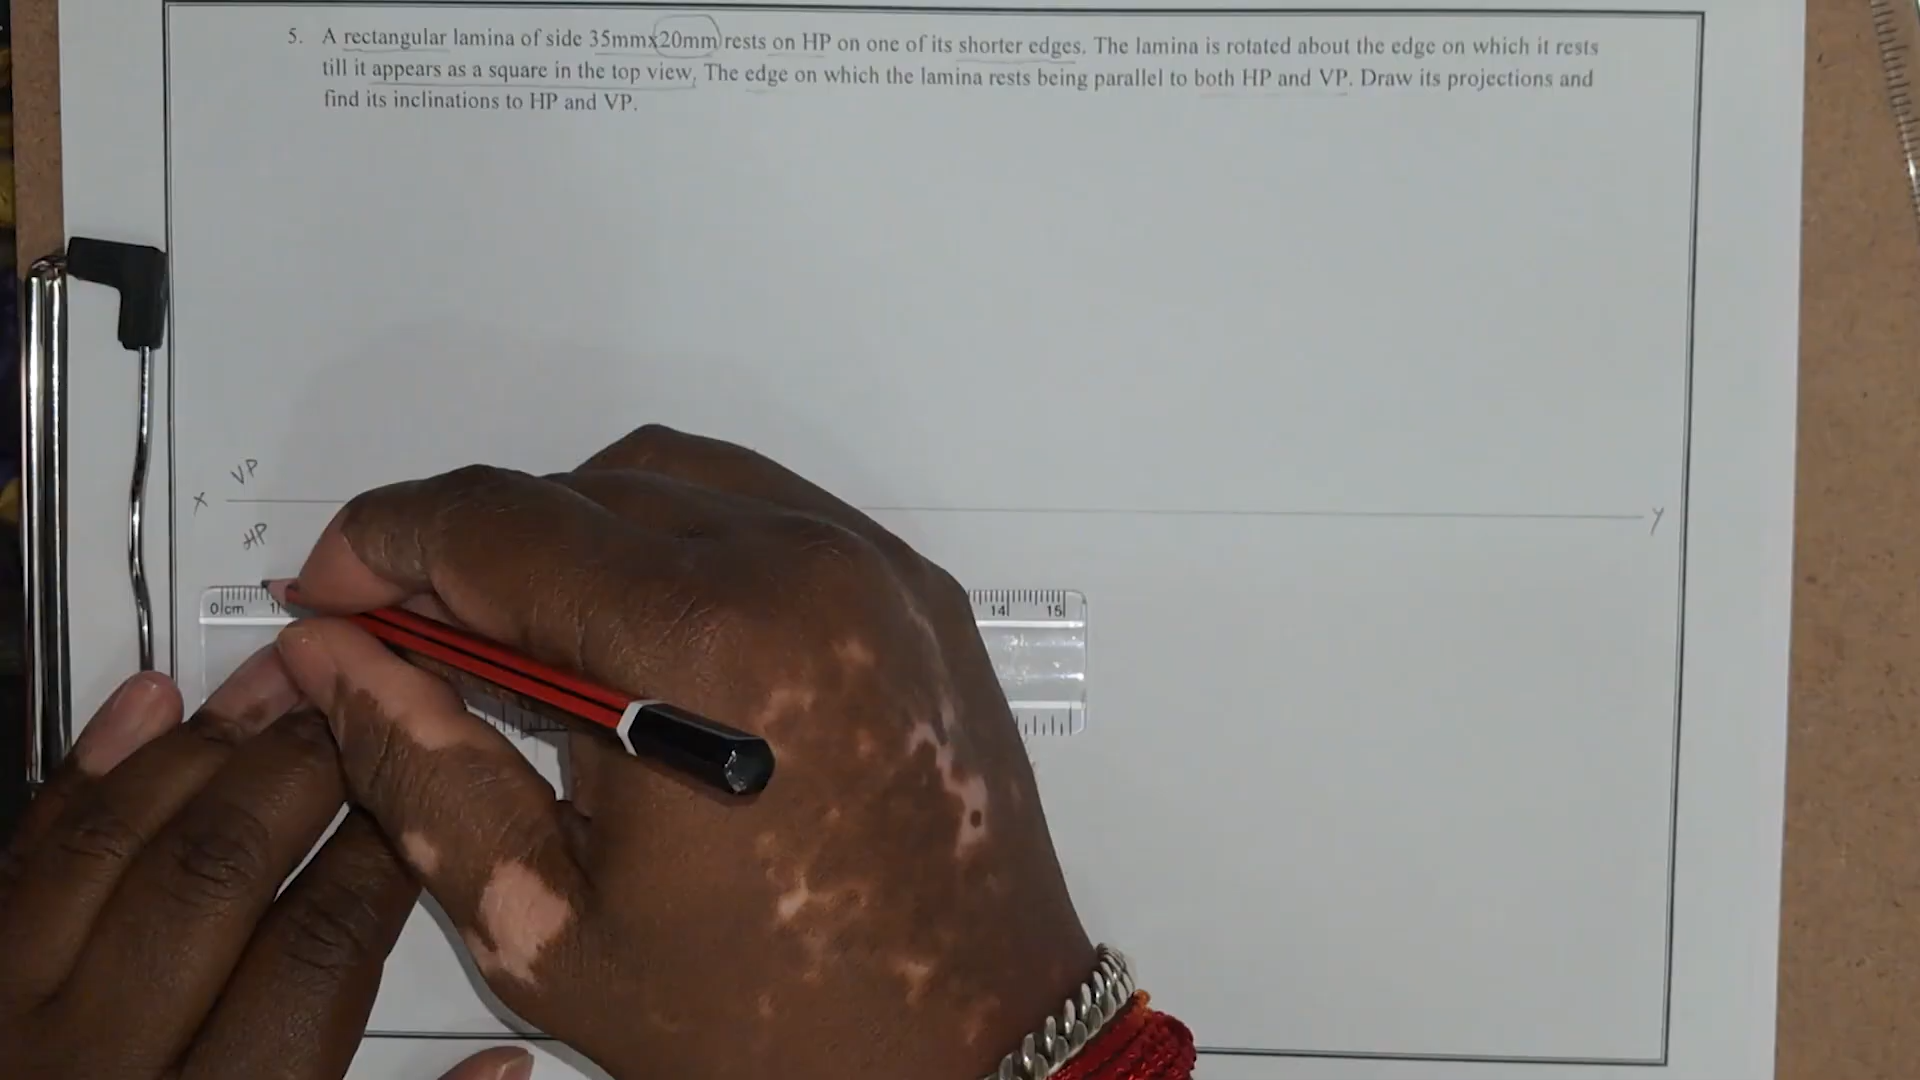 5. A rectangular lamina of side 35mmx20mm rests on HP on one of its shorter edges. The lamina is rotated about the edge on which it rests
till it appears as a square in the top view, The edge on which the lamina rests being parallel to both HP and VP. Draw its projections and
find its inclinations to HP and VP.
VP
X
Y
HP
0 cm 1 14 15